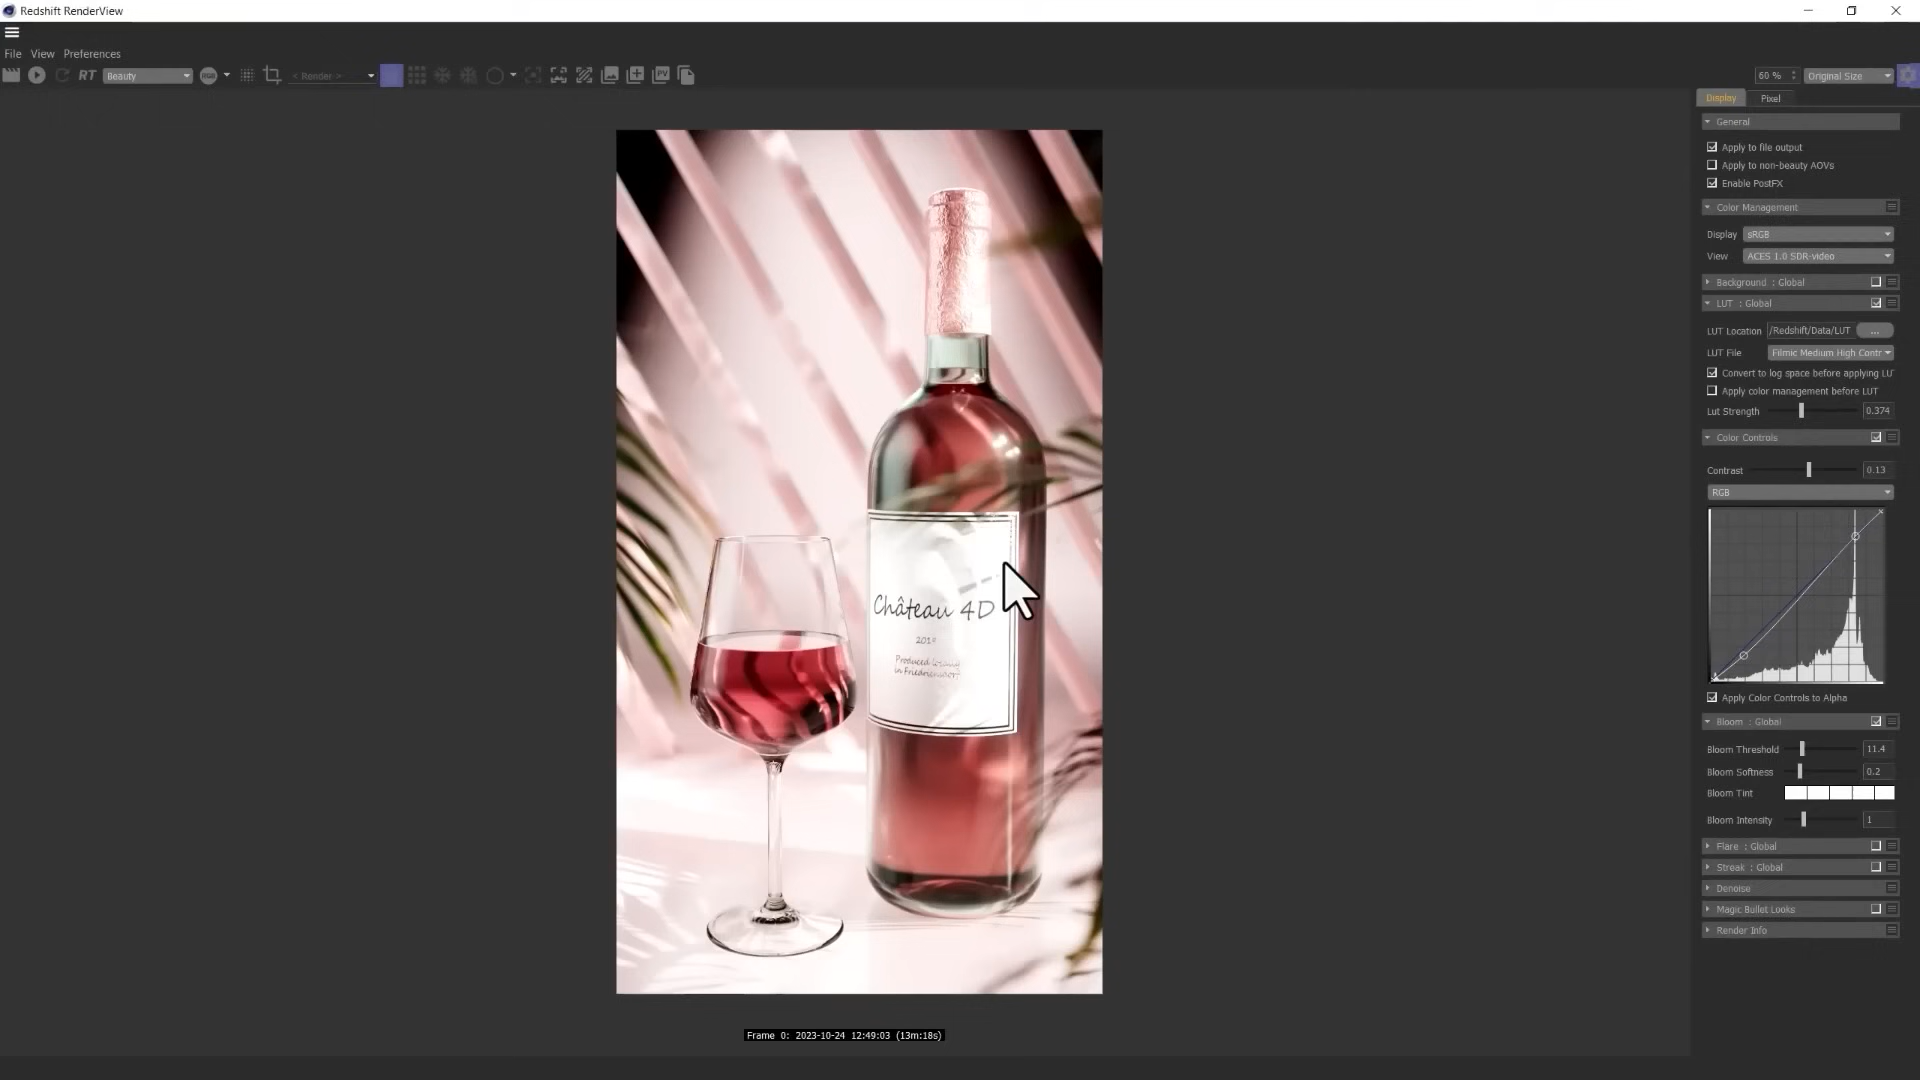 Redshift RenderView
File View Preferences
RT Beauty < Render > PV 60 % Original Size
Display Pixel
General
Apply to file output
Apply to non-beauty AOVs
Enable PostFX
Color Management
Display sRGB
View ACES 1.0 SDR-video
Background : Global
LUT : Global
LUT Location /Redshift/Data/LUT ...
LUT File Filmic Medium High Contr
Convert to log space before applying LUT
Apply color management before LUT
Lut Strength 0.374
Color Controls
Contrast 0.13
RGB
Apply Color Controls to Alpha
Bloom : Global
Bloom Threshold 11.4
Bloom Softness 0.2
Bloom Tint
Bloom Intensity 1
Flare : Global
Streak : Global
Denoise
Magic Bullet Looks
Render Info
Château 4D
Produced
in
Frame 0: 2023-10-24 12:49:03 (13m:18s)